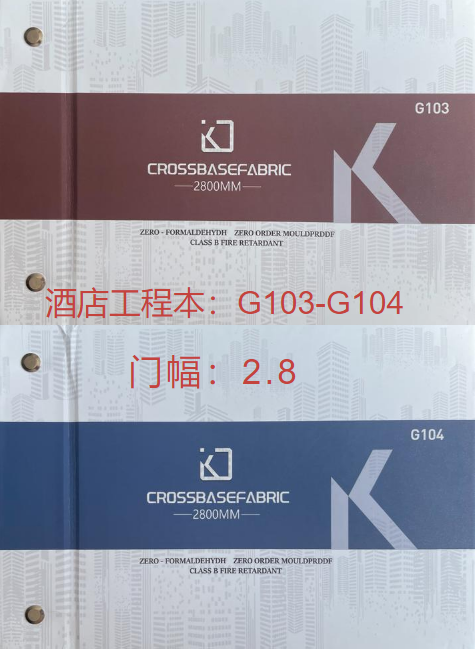 G103
CROSSBASEFABRIC
2800MM
ZERO - FORMALDEHYDH ZERO ORDER MOULDPRDDF
CLASS B FIRE RETARDANT
酒店工程本：G103-G104
门幅：2.8
G104
CROSSBASEFABRIC
2800MM
ZERO - FORMALDEHYDH ZERO ORDER MOULDPRDDF
CLASS B FIRE RETARDANT